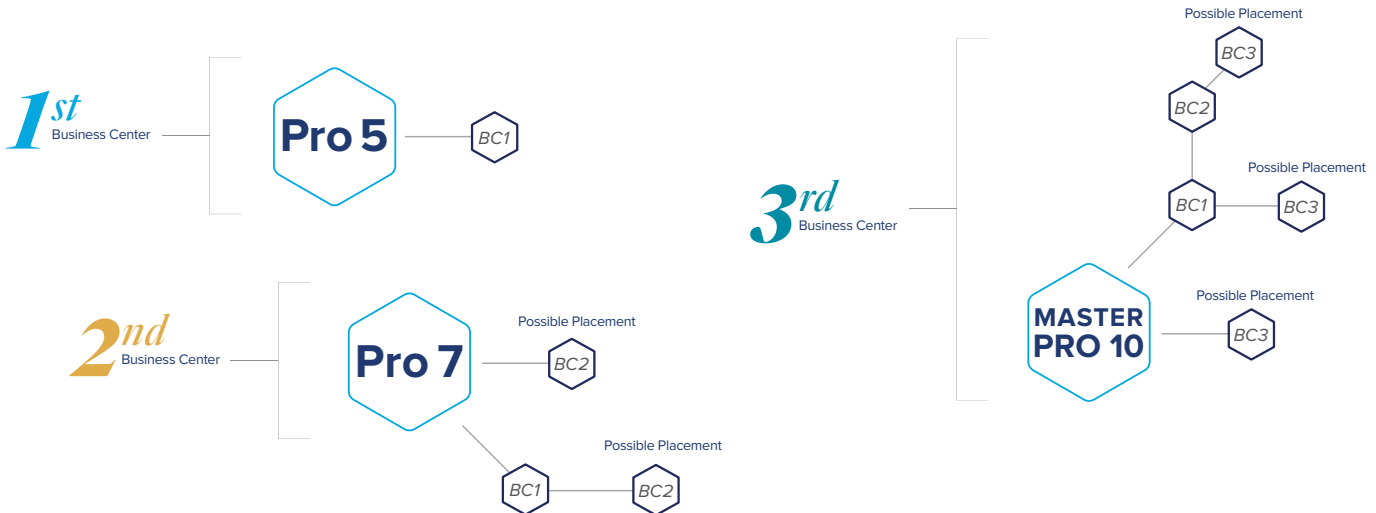 1st
Business Center
Pro 5
BC1
2nd
Business Center
Pro 7
Possible Placement
BC2
BC1
Possible Placement
BC2
3rd
Business Center
MASTER
PRO 10
Possible Placement
BC3
BC2
BC1
Possible Placement
BC3
Possible Placement
BC3